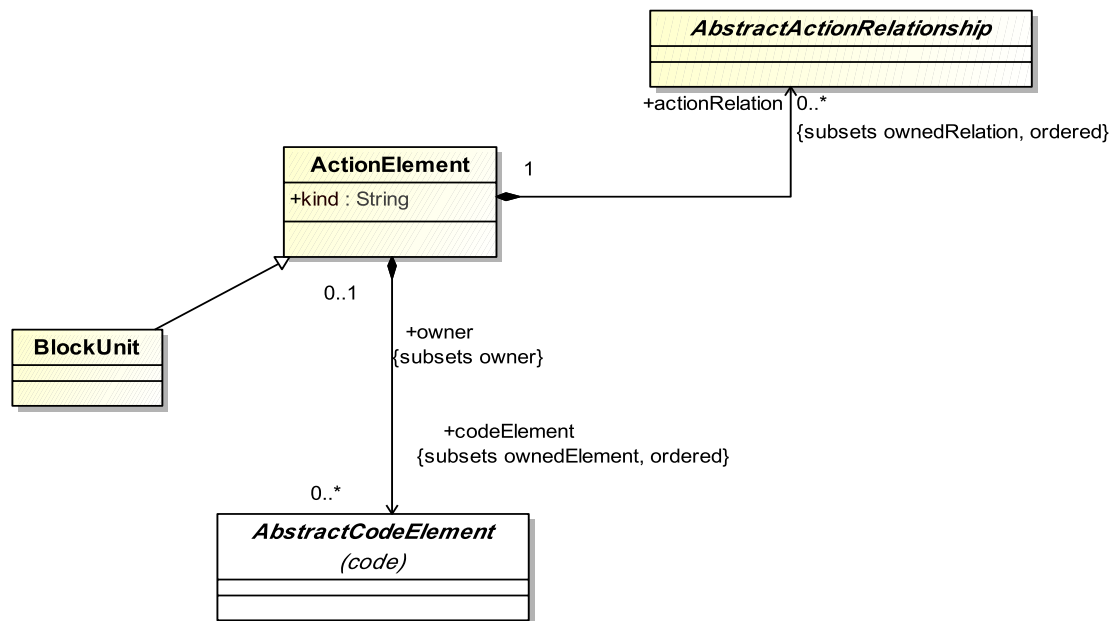 AbstractActionRelationship
+actionRelation 0..*
{subsets ownedRelation, ordered}
ActionElement
1
+kind : String
0..1
+owner
{subsets owner}
BlockUnit
+codeElement
{subsets ownedElement, ordered}
0..*
AbstractCodeElement
(code)